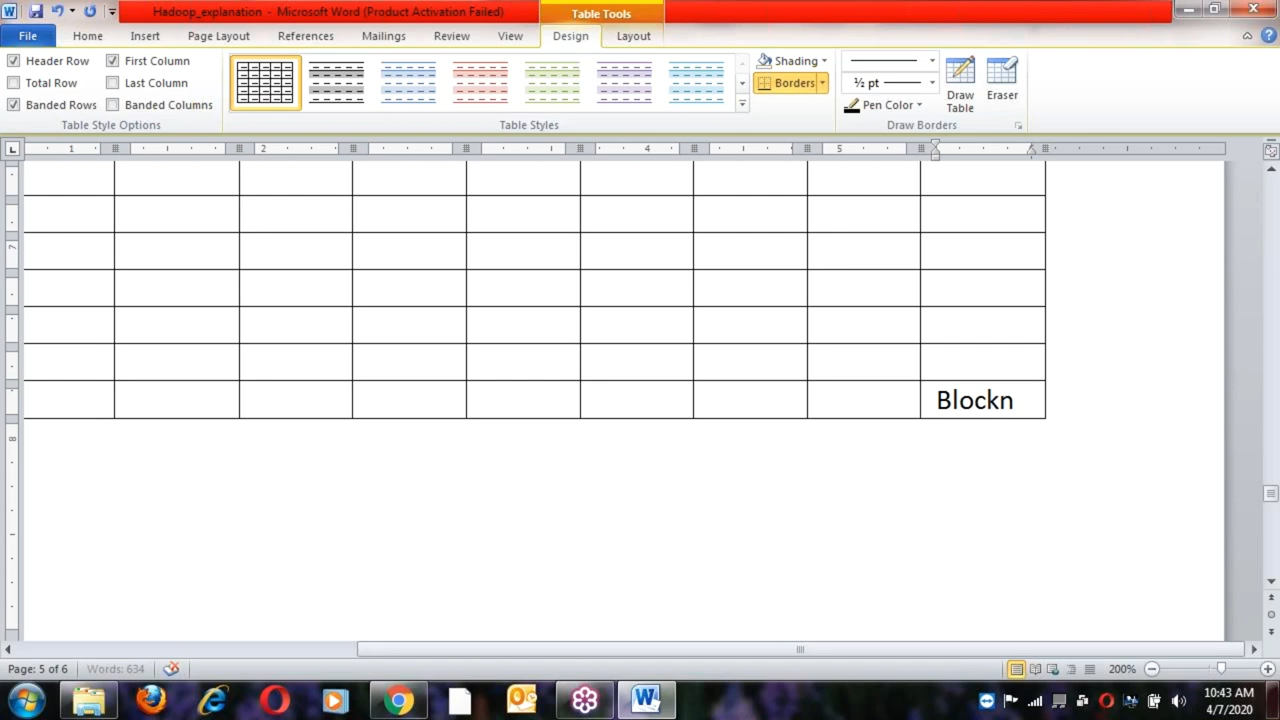 Hadoop_explanation - Microsoft Word (Product Activation Failed)
Table Tools
File Home Insert Page Layout References Mailings Review View Design Layout
Header Row First Column
Total Row Last Column
Banded Rows Banded Columns
Table Style Options
Table Styles
Shading
Borders
½ pt
Pen Color
Draw Table
Eraser
Draw Borders
1 2 4 5
7
8
Blockn
Page: 5 of 6 Words: 634 200%
10:43 AM
4/7/2020